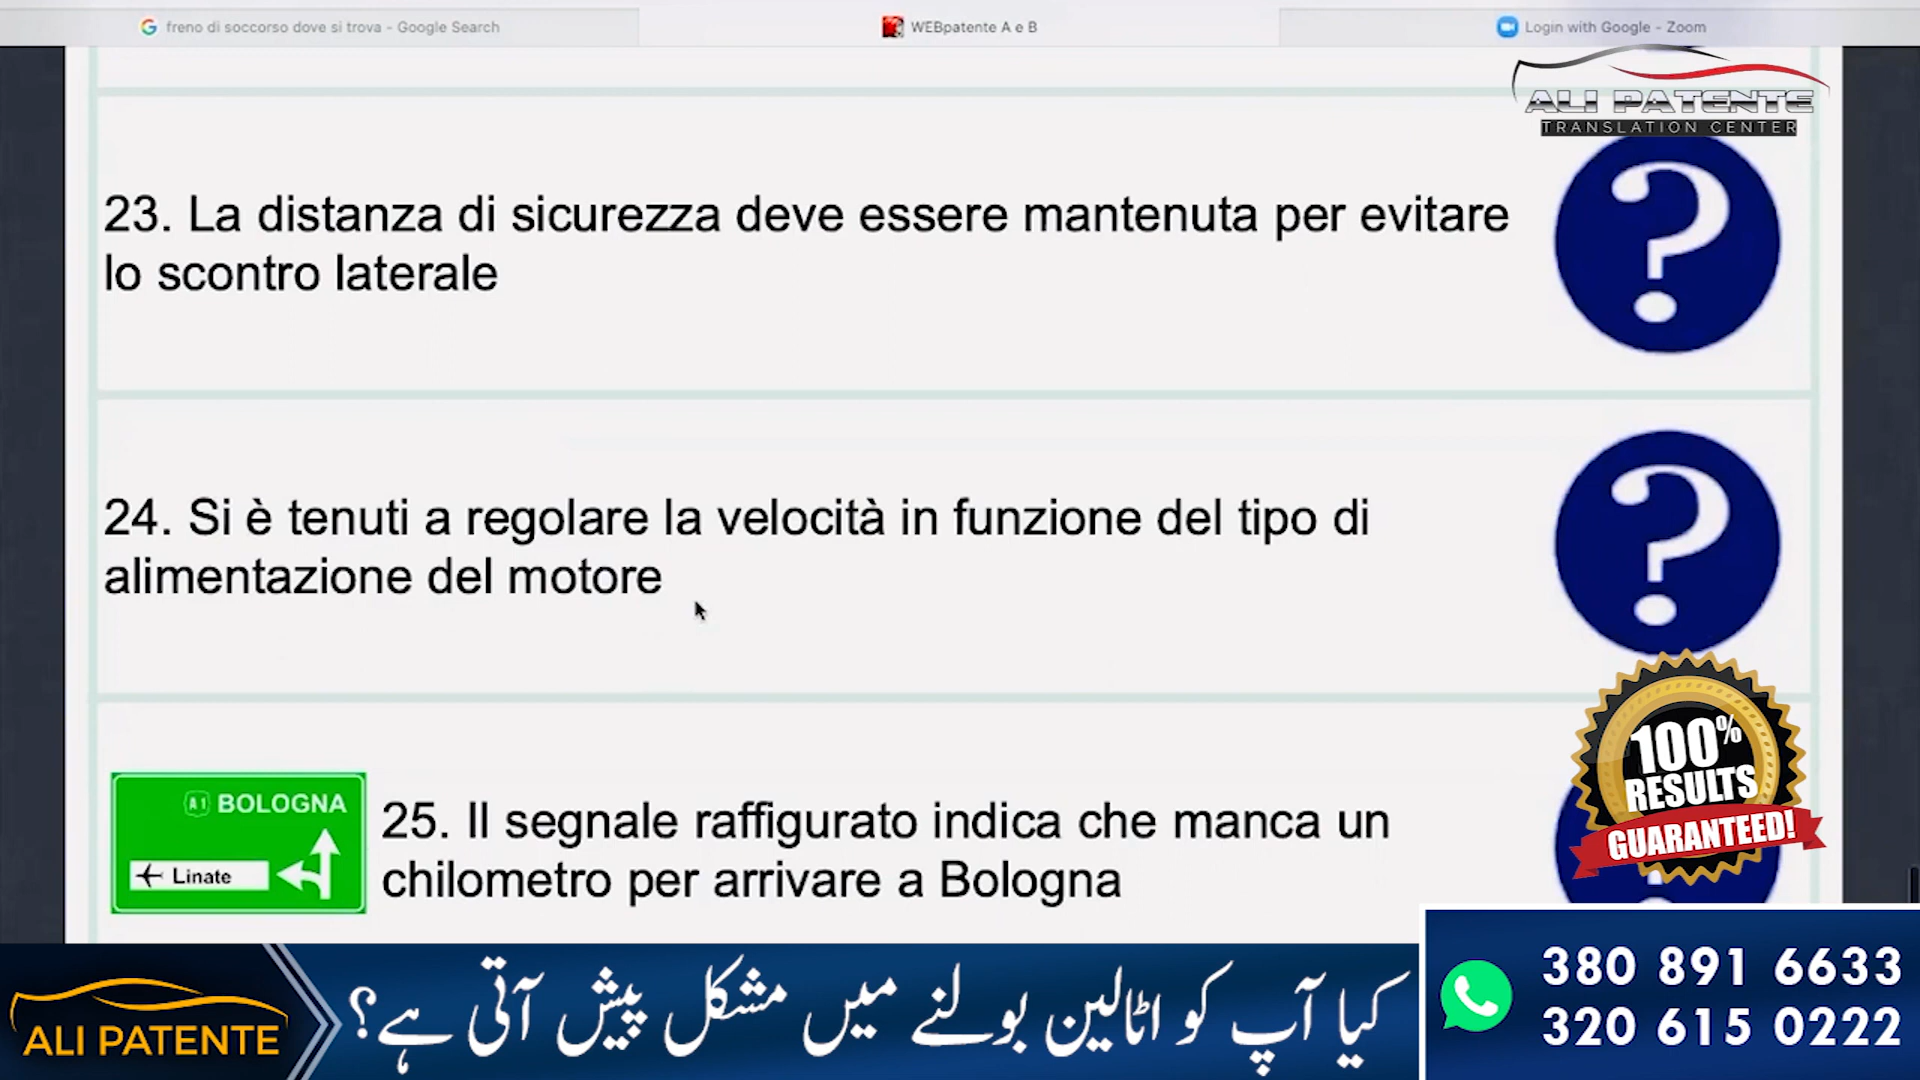 freno di soccorso dove si trova - Google Search
WEBpatente A e B
Login with Google - Zoom
ALI PATENTE
TRANSLATION CENTER
23. La distanza di sicurezza deve essere mantenuta per evitare
lo scontro laterale
24. Si è tenuti a regolare la velocità in funzione del tipo di
alimentazione del motore
A1 BOLOGNA
Linate
25. Il segnale raffigurato indica che manca un
chilometro per arrivare a Bologna
100%
RESULTS
GUARANTEED!
ALI PATENTE
کیا آپ کو اٹالین بولنے میں مشکل پیش آتی ہے؟
380 891 6633
320 615 0222